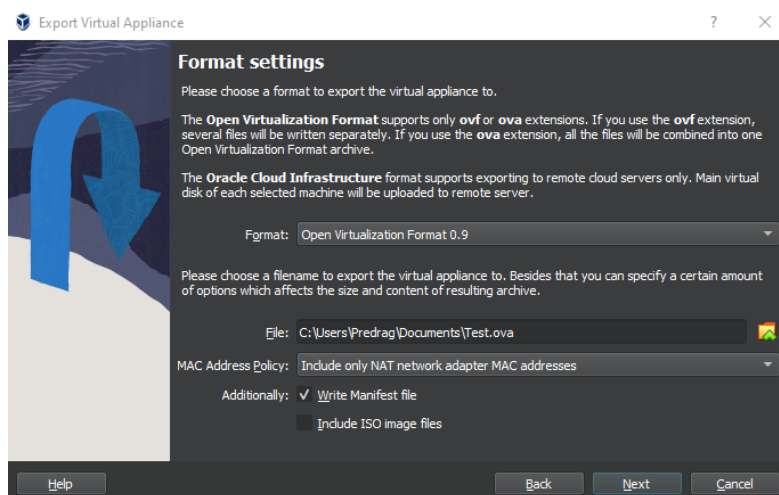 Export Virtual Appliance
Format settings
Please choose a format to export the virtual appliance to.
The Open Virtualization Format supports only ovf or ova extensions. If you use the ovf extension,
several files will be written separately. If you use the ova extension, all the files will be combined into one
Open Virtualization Format archive.
The Oracle Cloud Infrastructure format supports exporting to remote cloud servers only. Main virtual
disk of each selected machine will be uploaded to remote server.
Format: Open Virtualization Format 0.9
Please choose a filename to export the virtual appliance to. Besides that you can specify a certain amount
of options which affects the size and content of resulting archive.
File: C:\Users\Predrag\Documents\Test.ova
MAC Address Policy: Include only NAT network adapter MAC addresses
Additionally: Write Manifest file
Include ISO image files
Help Back Next Cancel